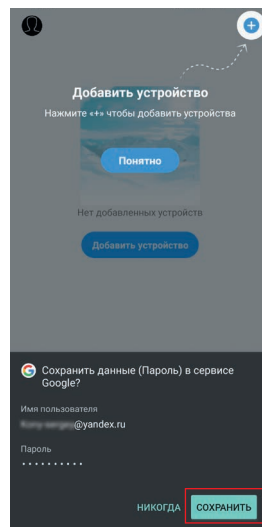 Добавить устройство
Нажмите «+» чтобы добавить устройства
Понятно
Нет добавленных устройств
Добавить устройство
Сохранить данные (Пароль) в сервисе
Google?
Имя пользователя
@yandex.ru
Пароль
··········
НИКОГДА СОХРАНИТЬ